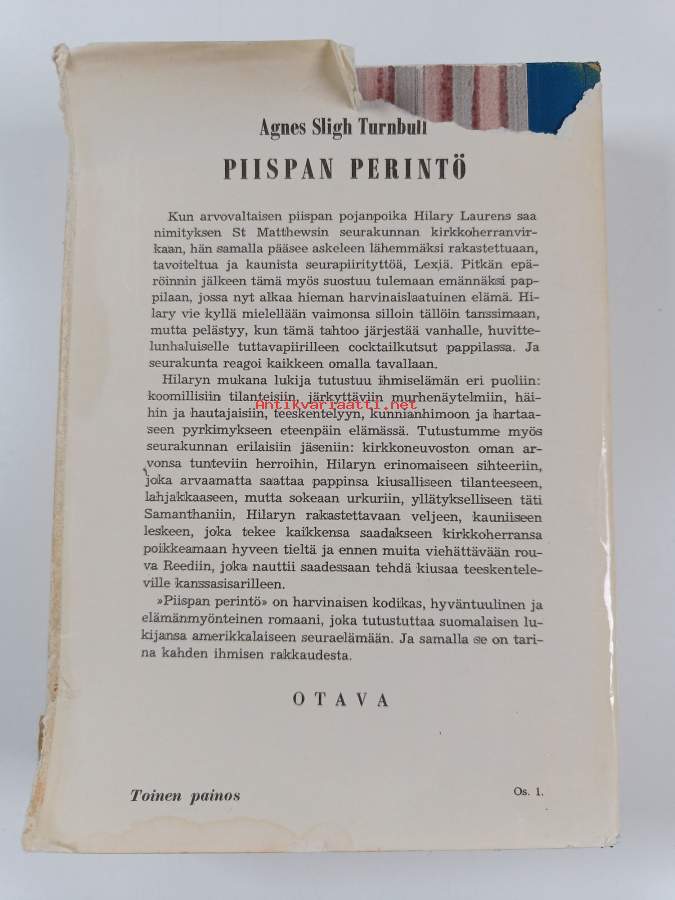 Agnes Sligh Turnbull
PIISPAN PERINTÖ
Kun arvovaltaisen piispan pojanpoika Hilary Laurens saa
nimityksen St Matthewsin seurakunnan kirkkoherranvir-
kaan, hän samalla pääsee askeleen lähemmäksi rakastettuaan,
tavoiteltua ja kaunista seurapiirityttöä, Lexiä. Pitkän epä-
röinnin jälkeen tämä myös suostuu tulemaan emännäksi pap-
pilaan, jossa nyt alkaa hieman harvinaislaatuinen elämä. Hi-
lary vie kyllä mielellään vaimonsa silloin tällöin tanssimaan,
mutta pelästyy, kun tämä tahtoo järjestää vanhalle, huvitte-
lunhaluiselle tuttavapiirilleen cocktailkutsut pappilassa. Ja
seurakunta reagoi kaikkeen omalla tavallaan.
Hilaryn mukana lukija tutustuu ihmiselämän eri puoliin:
koomillisiin tilanteisiin, järkyttäviin murhenäytelmiin, häi-
hin ja hautajaisiin, teeskentelyyn, kunnianhimoon ja hartaa-
Antikvariaatti.net
seen pyrkimykseen eteenpäin elämässä. Tutustumme myös
seurakunnan erilaisiin jäseniin: kirkkoneuvoston oman ar-
vonsa tunteviin herroihin, Hilaryn erinomaiseen sihteeriin,
joka arvaamatta saattaa pappinsa kiusalliseen tilanteeseen,
lahjakkaaseen, mutta sokeaan urkuriin, yllätykselliseen täti
Samanthaniin, Hilaryn rakastettavaan veljeen, kauniiseen
leskeen, joka tekee kaikkensa saadakseen kirkkoherransa
poikkeamaan hyveen tieltä ja ennen muita viehättävään rou-
va Reediin, joka nauttii saadessaan tehdä kiusaa teeskentele-
ville kanssasisarilleen.
»Piispan perintö» on harvinaisen kodikas, hyväntuulinen ja
elämänmyönteinen romaani, joka tutustuttaa suomalaisen lu-
kijansa amerikkalaiseen seuraelämään. Ja samalla se on tari-
na kahden ihmisen rakkaudesta.
OTAVA
Toinen painos
Os. 1.